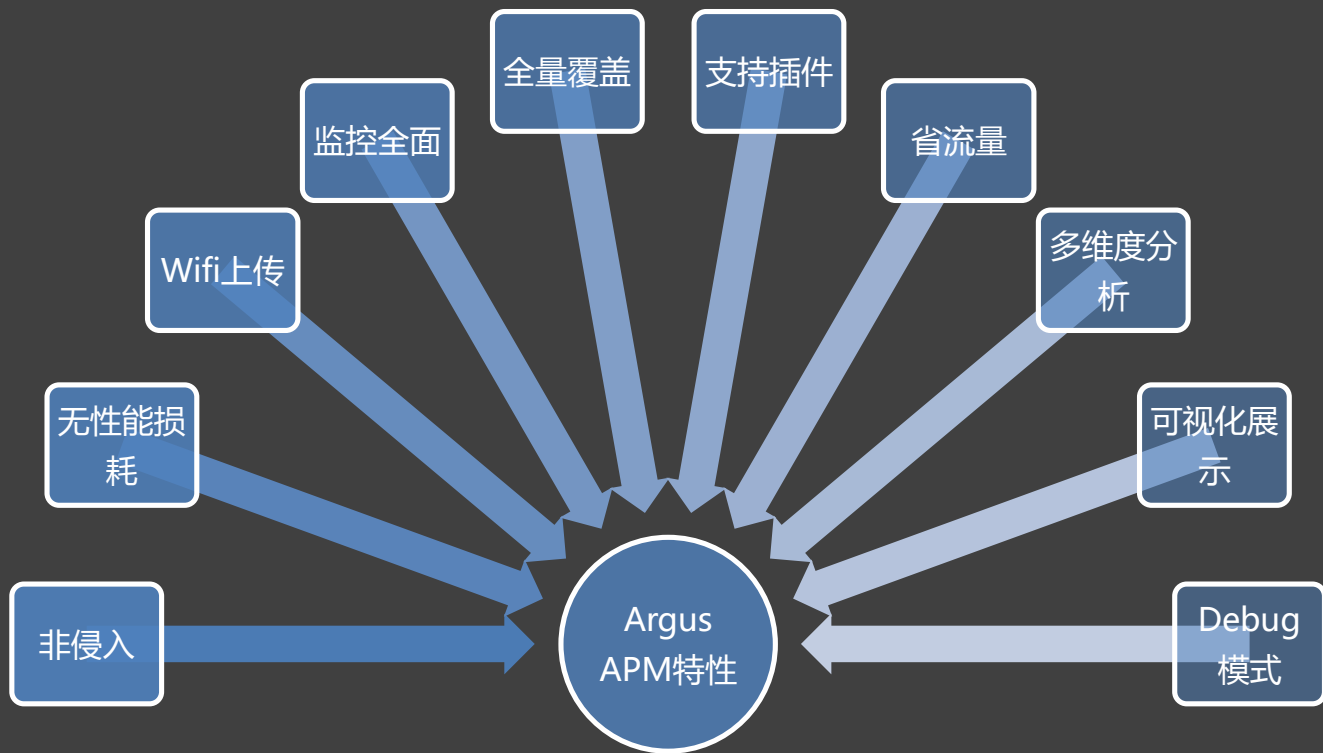 全量覆盖
支持插件
监控全面
省流量
Wifi上传
多维度分
析
无性能损
耗
可视化展
示
非侵入
Argus
APM特性
Debug
模式